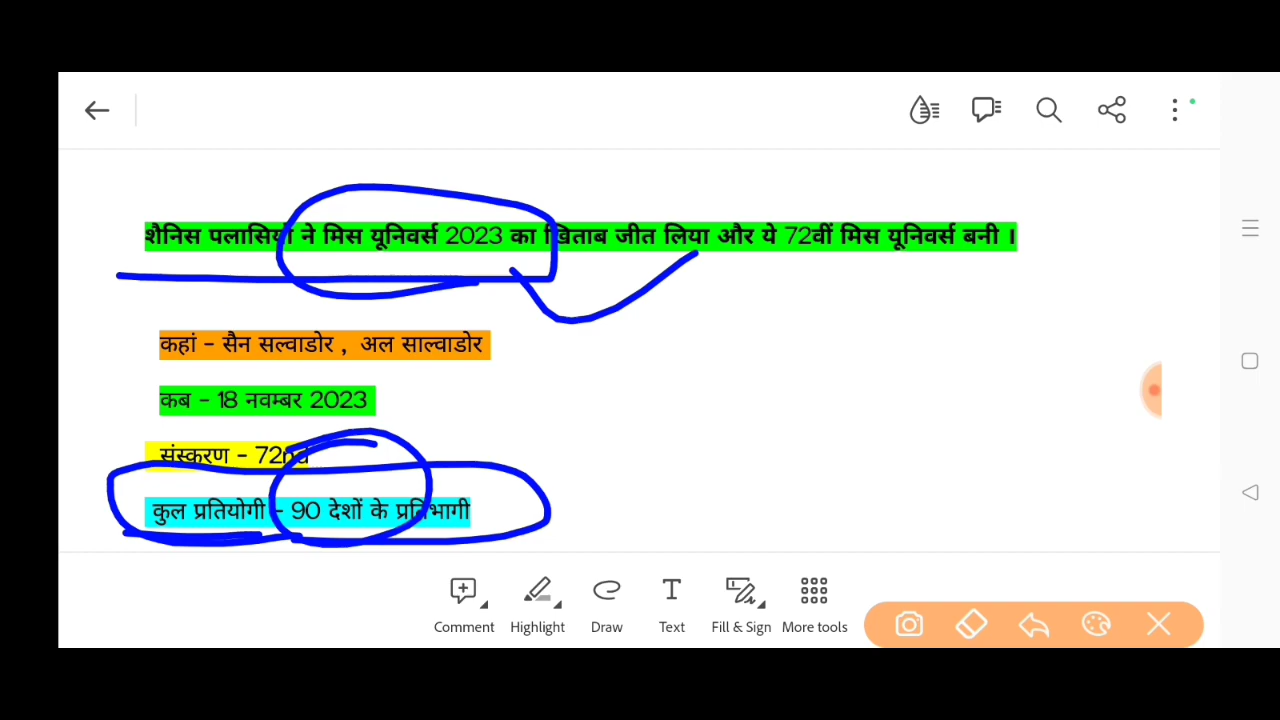 शैनिस पलासियो ने मिस यूनिवर्स 2023 का खिताब जीत लिया और ये 72वीं मिस यूनिवर्स बनी ।
कहां - सैन सल्वाडोर , अल साल्वाडोर
कब - 18 नवम्बर 2023
संस्करण - 72nd
कुल प्रतियोगी - 90 देशों के प्रतिभागी
Comment Highlight Draw Text Fill & Sign More tools